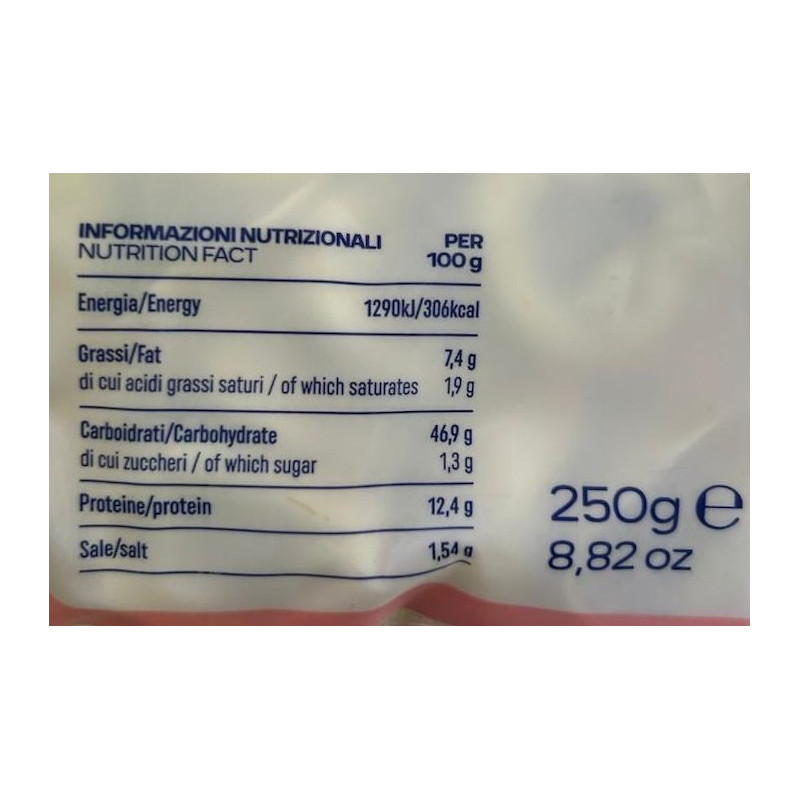 INFORMAZIONI NUTRIZIONALI PER
NUTRITION FACT 100 g
Energia/Energy 1290kJ/306kcal
Grassi/Fat 7,4 g
di cui acidi grassi saturi / of which saturates 1,9 g
Carboidrati/Carbohydrate 46,9 g
di cui zuccheri / of which sugar 1,3 g
Proteine/protein 12,4 g
Sale/salt 1,54 g
250g ℮
8,82 oz